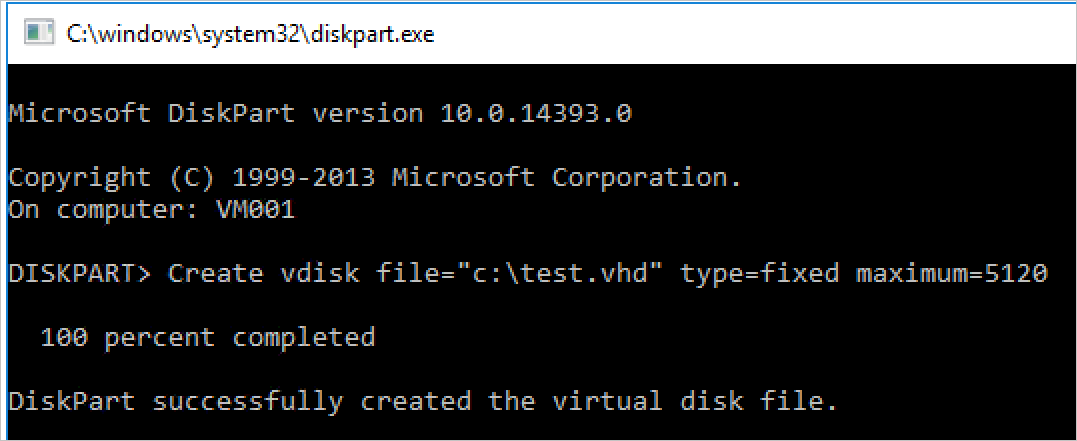 C:\windows\system32\diskpart.exe
Microsoft DiskPart version 10.0.14393.0
Copyright (C) 1999-2013 Microsoft Corporation.
On computer: VM001
DISKPART> Create vdisk file="c:\test.vhd" type=fixed maximum=5120
100 percent completed
DiskPart successfully created the virtual disk file.